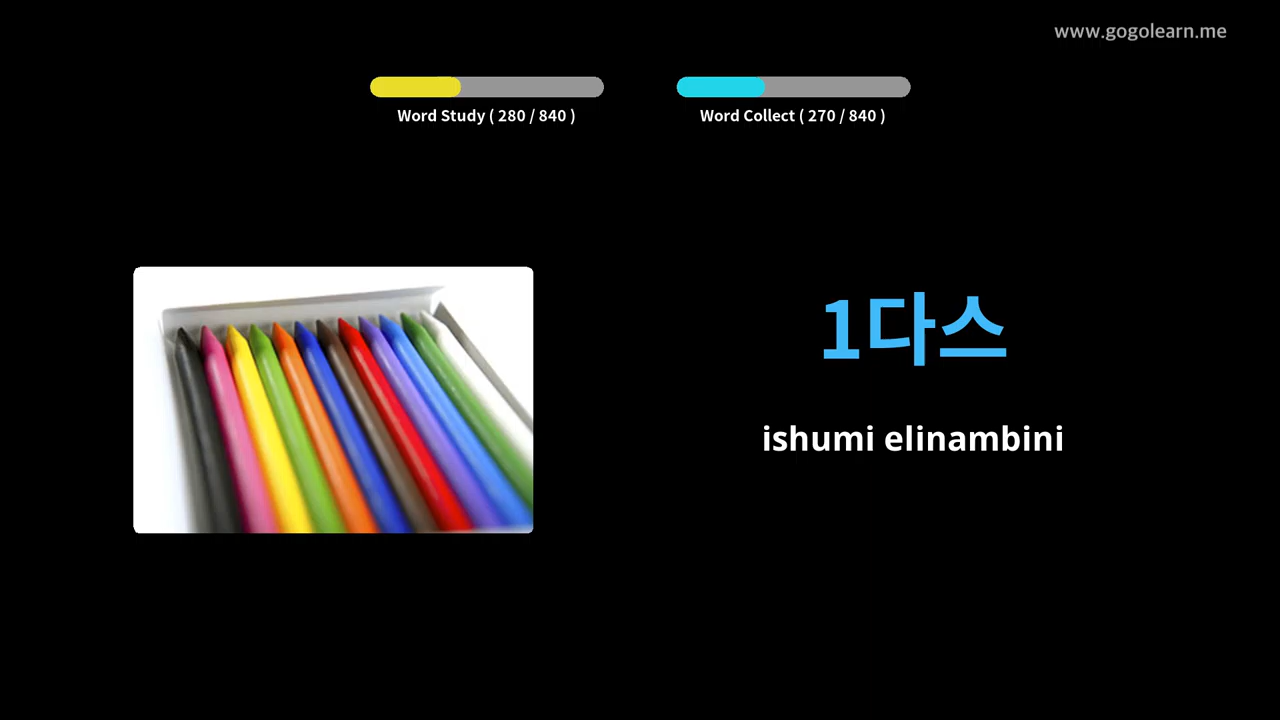 www.gogolearn.me
Word Study ( 280 / 840 )
Word Collect ( 270 / 840 )
1다스
ishumi elinambini